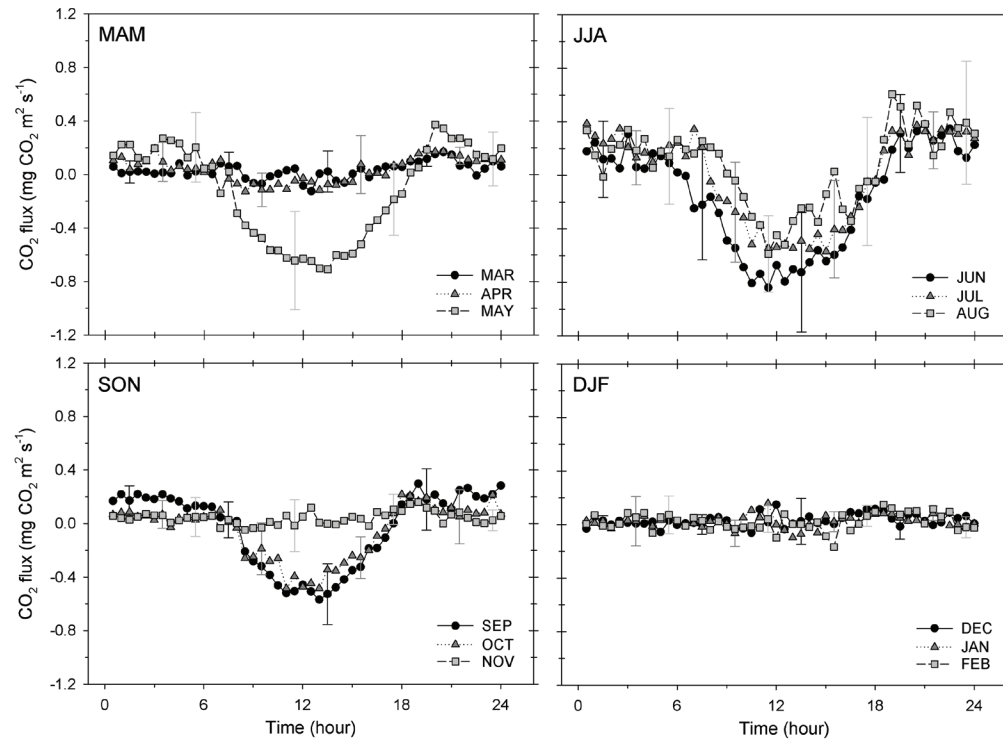 MAM
CO2 flux (mg CO2 m² s⁻¹)
1.2
0.8
0.4
0.0
-0.4
-0.8
-1.2
MAR
APR
MAY
JJA
JUN
JUL
AUG
SON
CO2 flux (mg CO2 m² s⁻¹)
1.2
0.8
0.4
0.0
-0.4
-0.8
-1.2
SEP
OCT
NOV
0 6 12 18 24
Time (hour)
DJF
DEC
JAN
FEB
0 6 12 18 24
Time (hour)